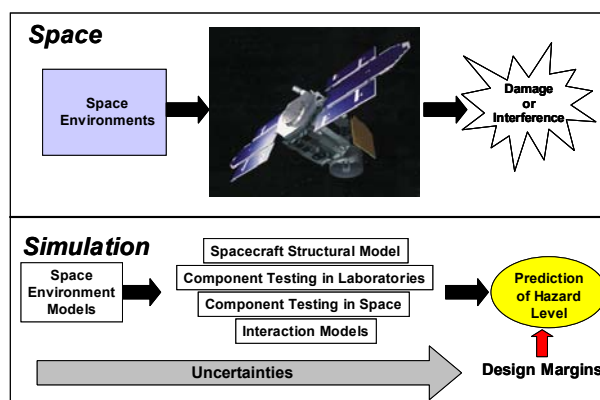 Space
Space
Environments
Damage
or
Interference
Simulation
Space
Environment
Models
Spacecraft Structural Model
Component Testing in Laboratories
Component Testing in Space
Interaction Models
Prediction
of Hazard
Level
Uncertainties
Design Margins